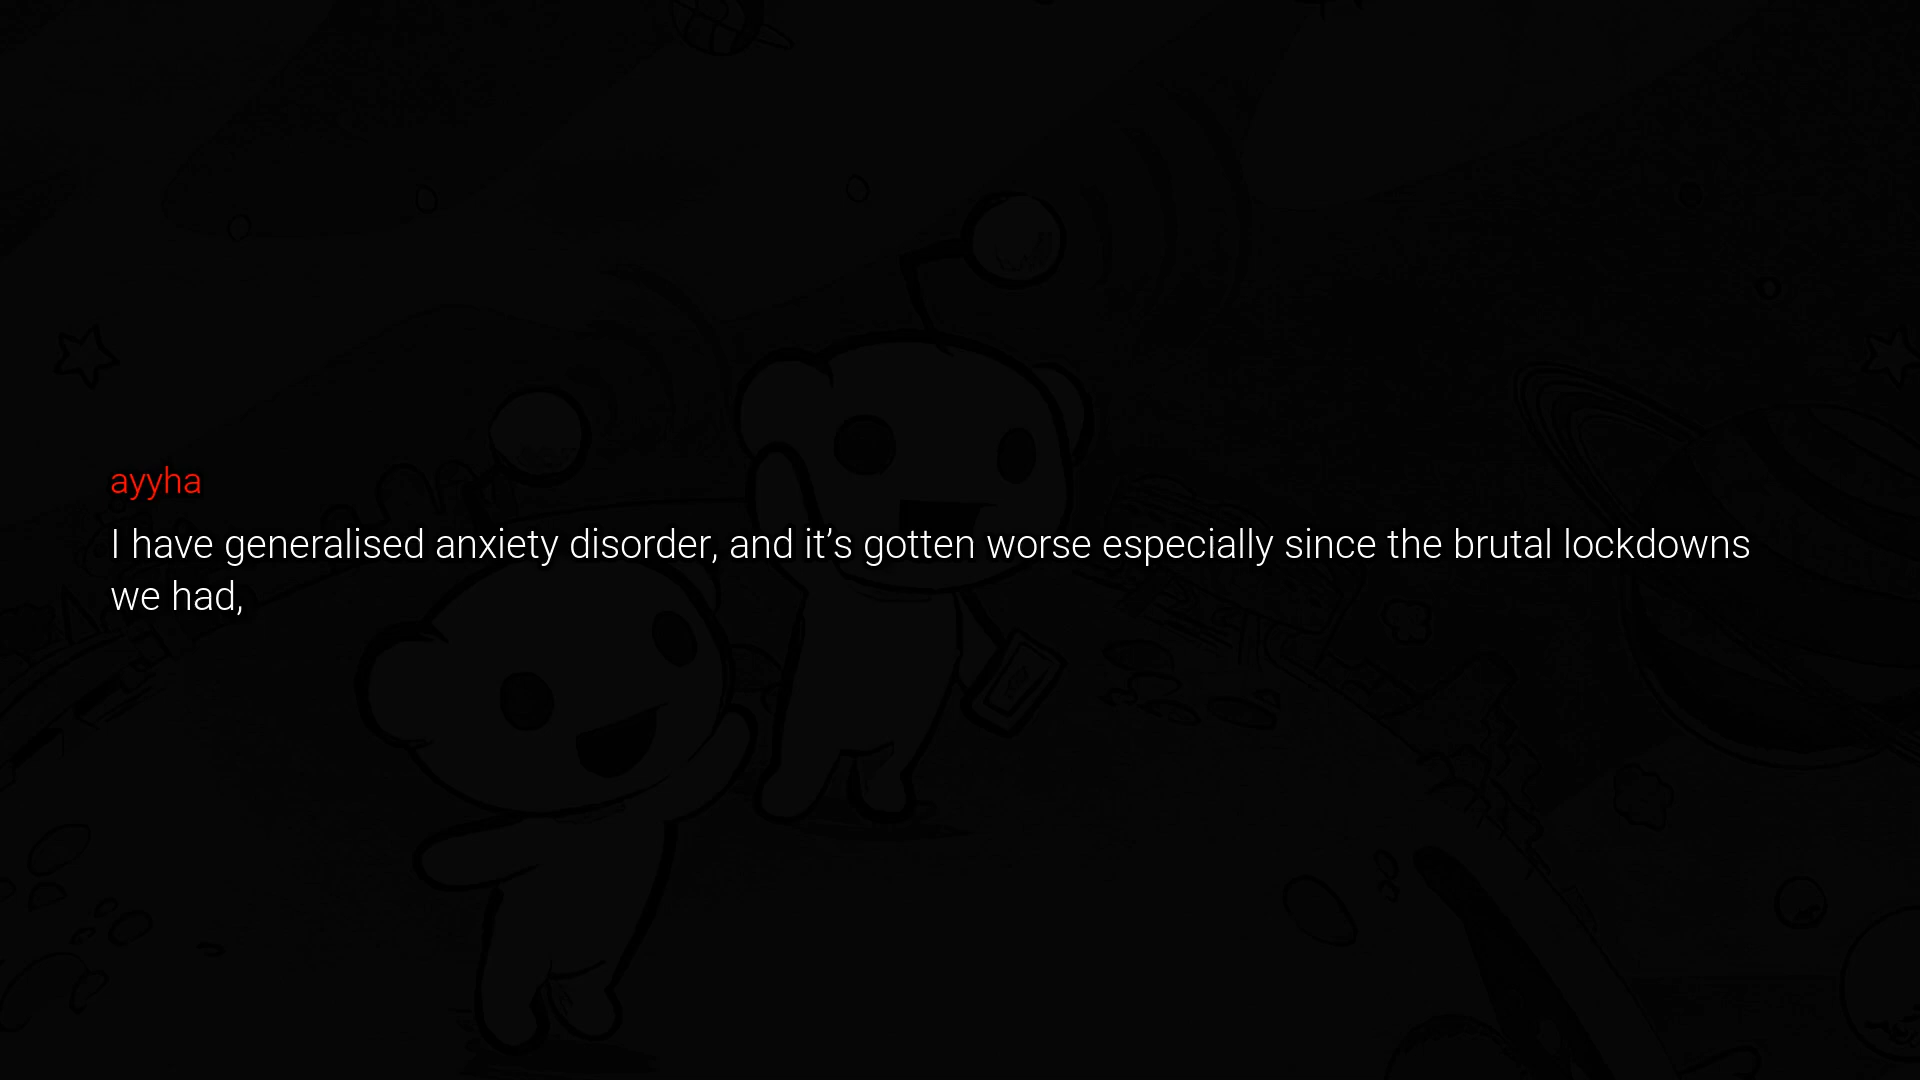 ayyha
I have generalised anxiety disorder, and it’s gotten worse especially since the brutal lockdowns
we had,